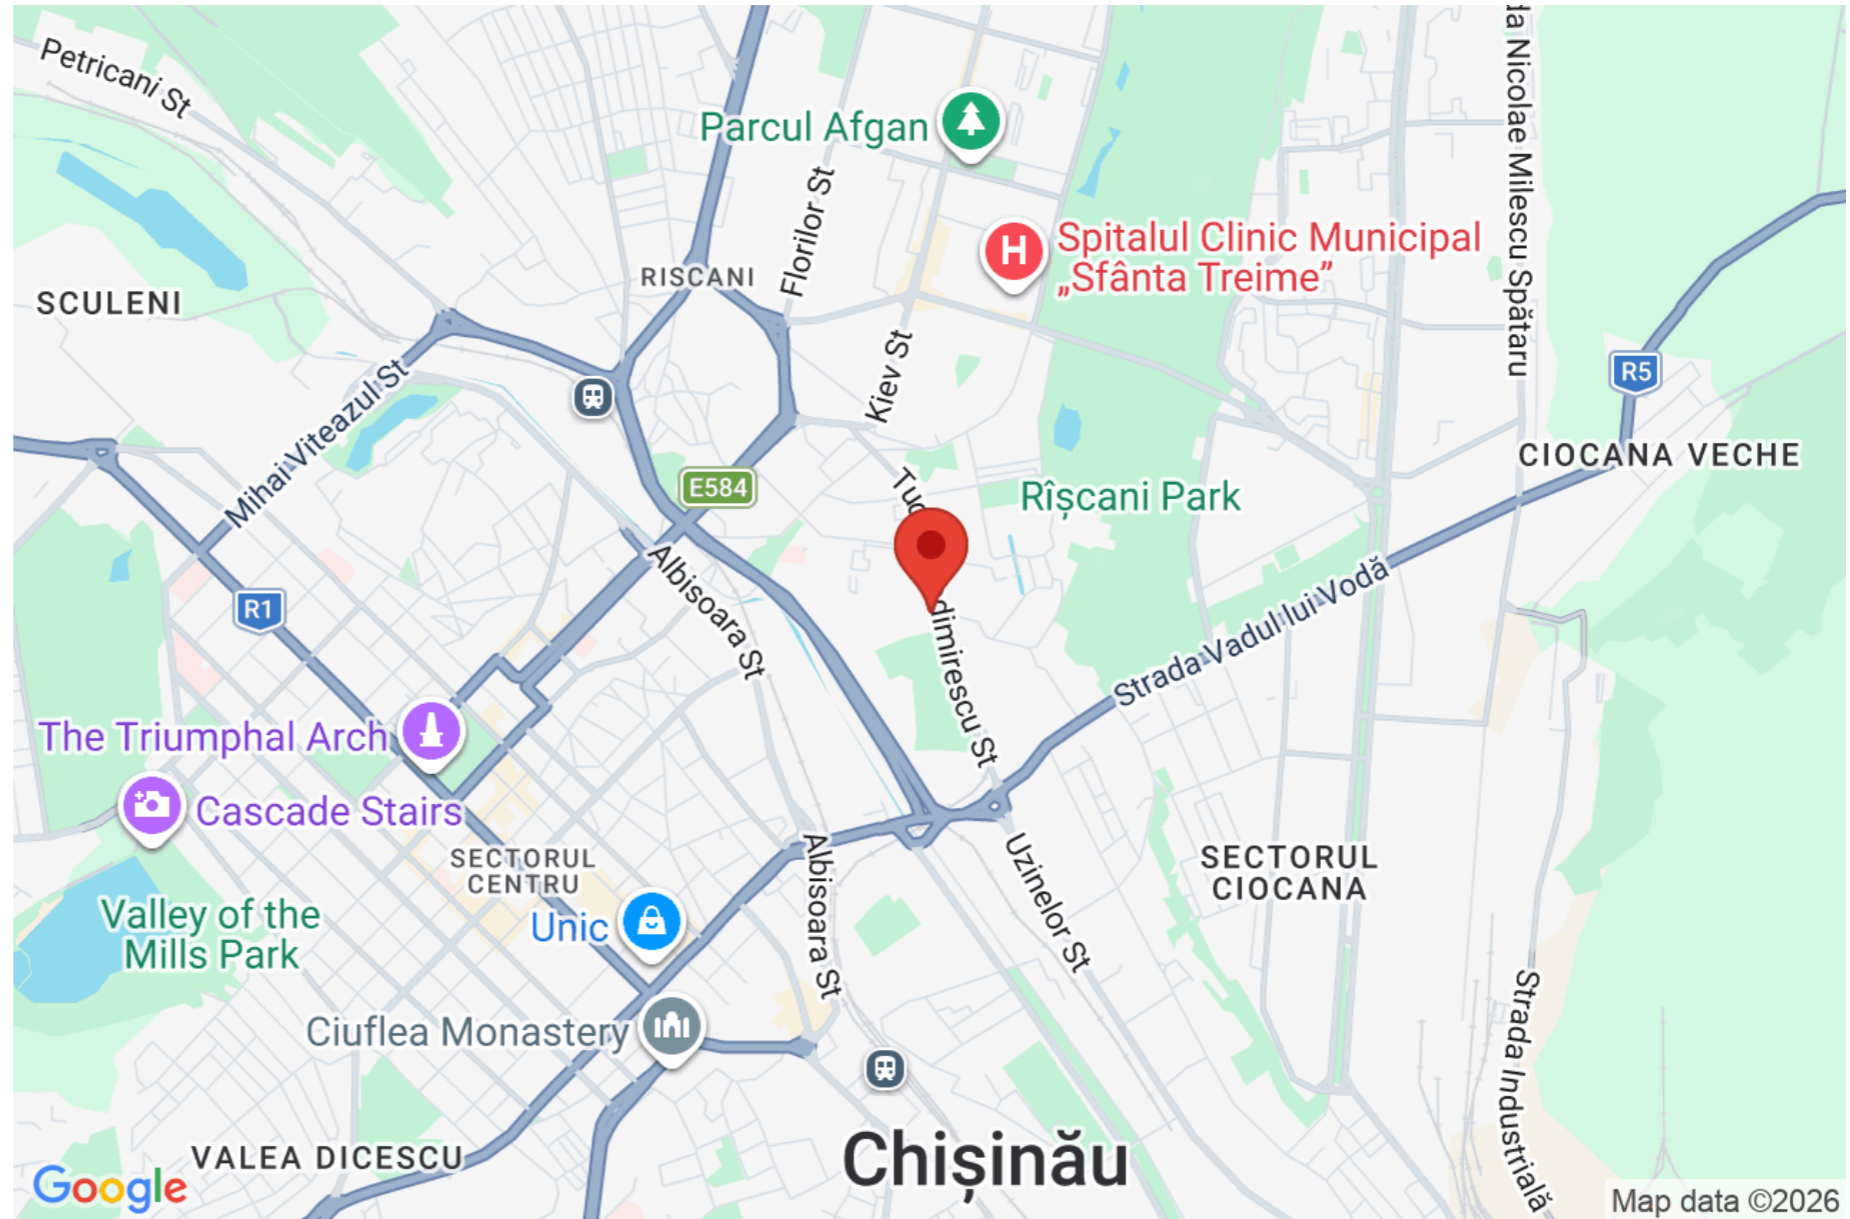 Petricani St
Parcul Afgan
da Nicolae Milescu Spătaru
Florilor St
Spitalul Clinic Municipal
„Sfânta Treime”
H
RISCANI
SCULENI
Mihai Viteazul St
Kiev St
R5
CIOCANA VECHE
E584
Rîșcani Park
Tud
dimirescu St
R1
Albisoara St
Strada Vadul lui Vodă
The Triumphal Arch
Cascade Stairs
SECTORUL
CENTRU
Albisoara St
Uzinelor St
SECTORUL
CIOCANA
Valley of the
Mills Park
Unic
Ciuflea Monastery
Strada Industrială
VALEA DICESCU
Chișinău
Google
Map data ©2026